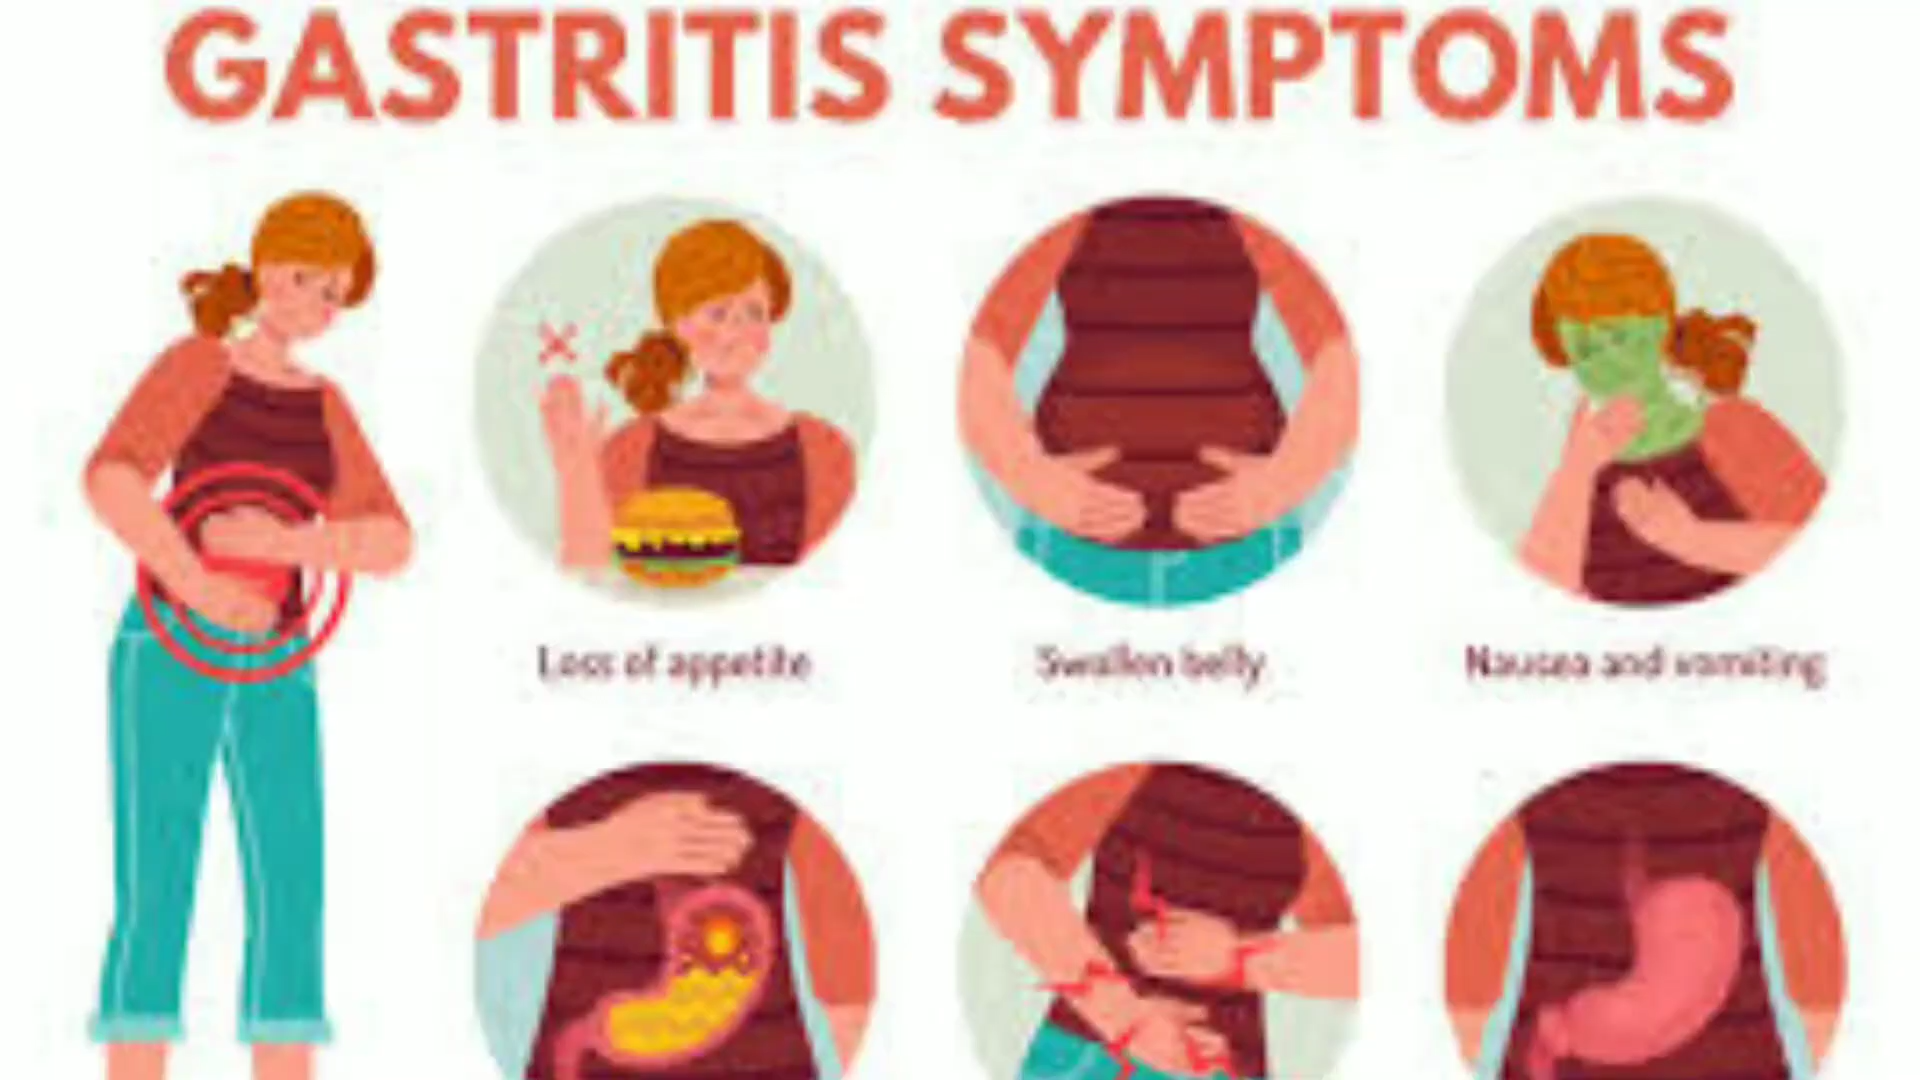 GASTRITIS SYMPTOMS
Loss of appetite
Swollen belly
Nausea and vomiting